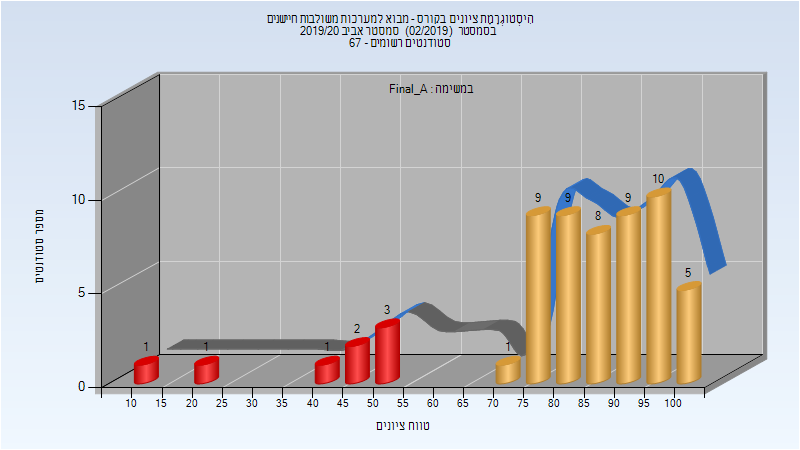 היסטוגרמת ציונים בקורס - מבוא למערכות משולבות חיישנים
בסמסטר (02/2019) סמסטר אביב 2019/20
סטודנטים רשומים - 67
במשימה : Final_A
מספר סטודנטים
15
10
5
0
1 1 1 2 3 1 9 9 8 9 10 5
10 15 20 25 30 35 40 45 50 55 60 65 70 75 80 85 90 95 100
טווח ציונים